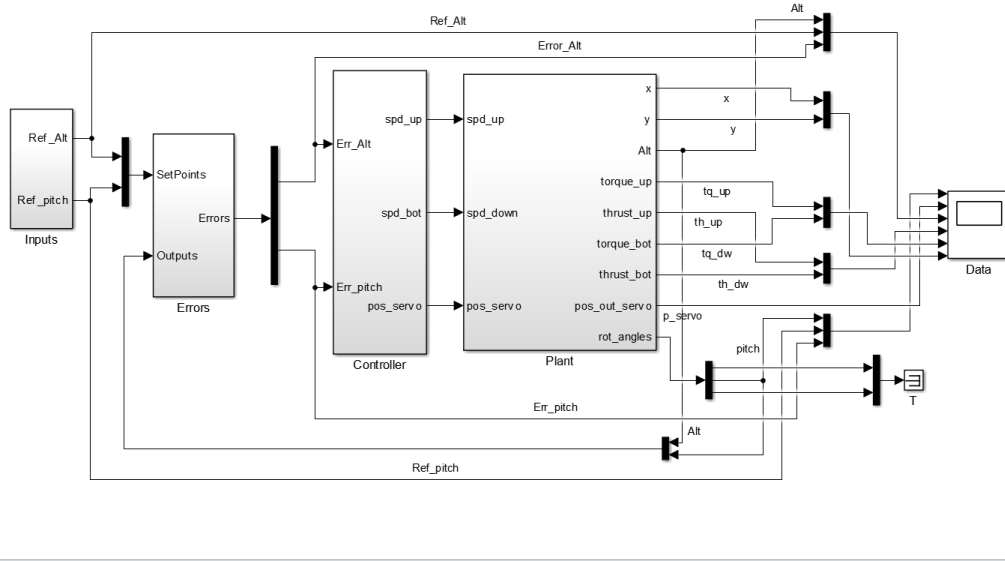 Alt
Ref_Alt
Error_Alt
x
x
spd_up
spd_up
y
Ref_Alt
Err_Alt
y
Alt
SetPoints
torque_up
tq_up
Ref_pitch
Errors
spd_bot
spd_down
thrust_up
th_up
Inputs
torque_bot
tq_dw
Outputs
thrust_bot
Data
Err_pitch
th_dw
Errors
pos_servo
pos_servo
pos_out_servo
p_servo
rot_angles
pitch
Controller
Plant
T
Err_pitch
Alt
Ref_pitch